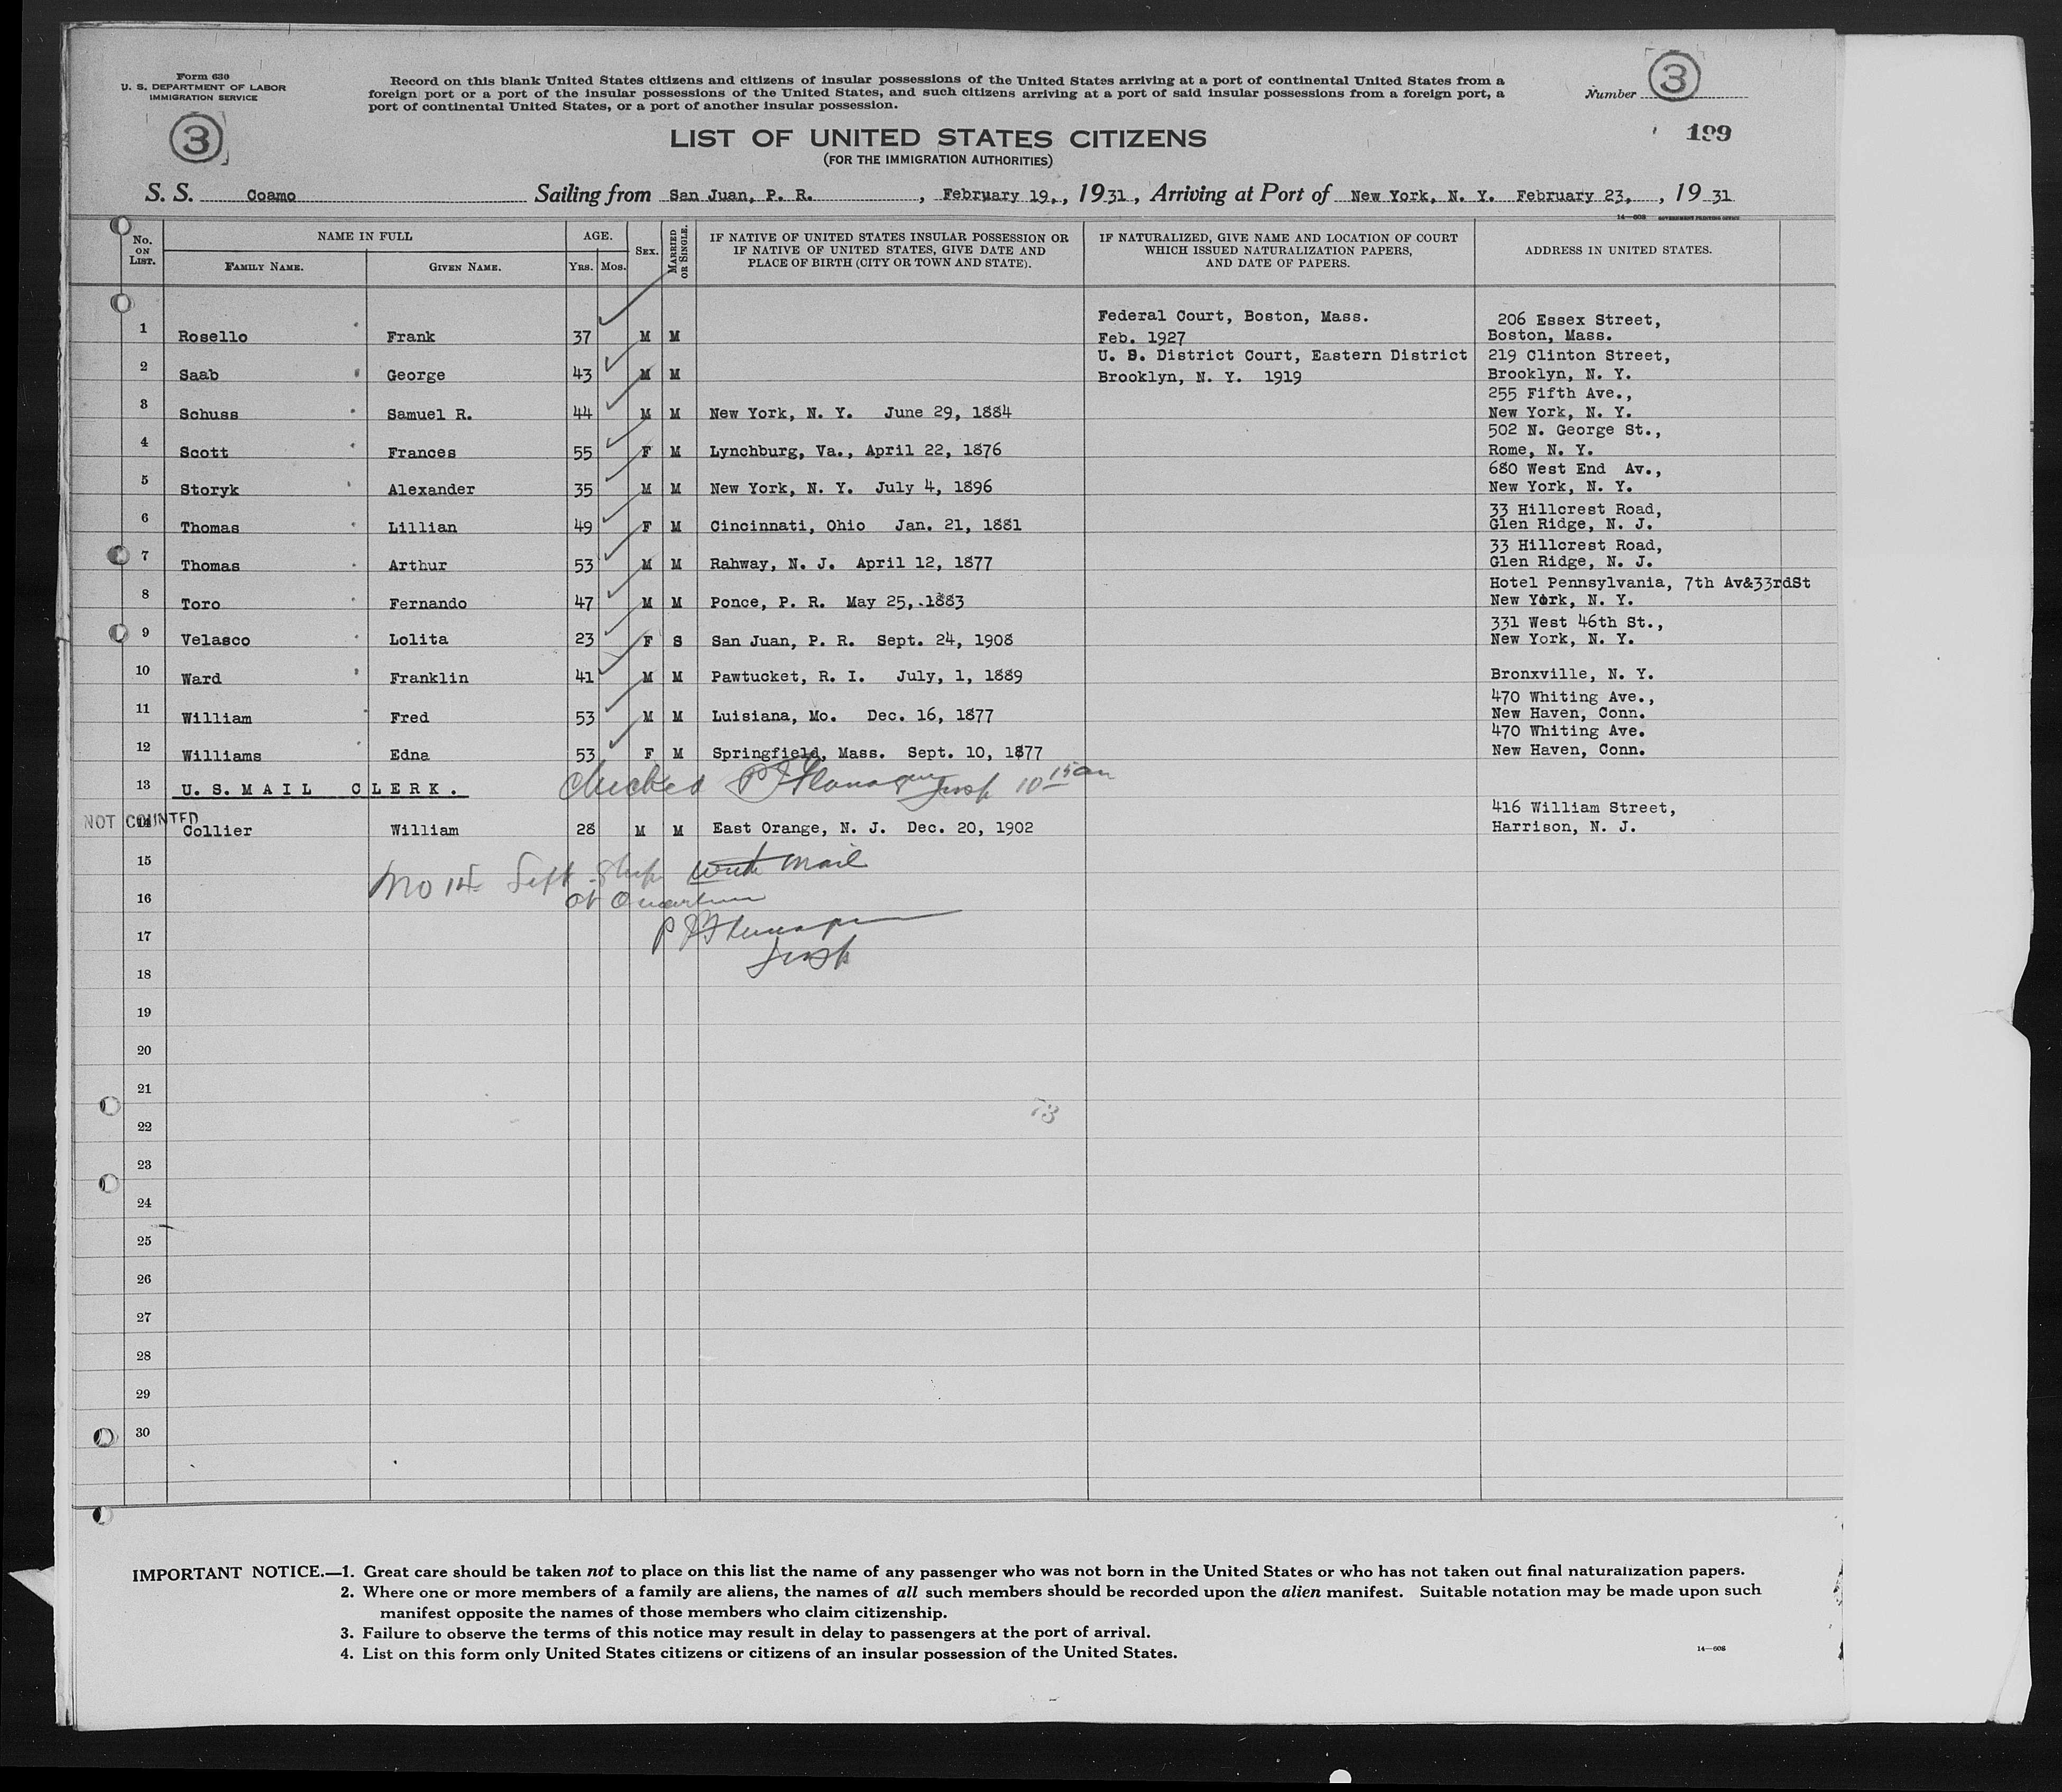 Form 630
U. S. DEPARTMENT OF LABOR
IMMIGRATION SERVICE
Record on this blank United States citizens and citizens of insular possessions of the United States arriving at a port of continental United States from a
foreign port or a port of the insular possessions of the United States, and such citizens arriving at a port of said insular possessions from a foreign port, a
port of continental United States, or a port of another insular possession.
Number 3
3
199
LIST OF UNITED STATES CITIZENS
(FOR THE IMMIGRATION AUTHORITIES)
S. S. Coamo Sailing from San Juan, P. R. , February 19, , 1931, Arriving at Port of New York, N. Y. February 23, , 1931
14—608 GOVERNMENT PRINTING OFFICE
No. ON LIST. NAME IN FULL AGE. SEX. MARRIED OR SINGLE. IF NATIVE OF UNITED STATES INSULAR POSSESSION OR IF NATIVE OF UNITED STATES, GIVE DATE AND PLACE OF BIRTH (CITY OR TOWN AND STATE). IF NATURALIZED, GIVE NAME AND LOCATION OF COURT WHICH ISSUED NATURALIZATION PAPERS, AND DATE OF PAPERS. ADDRESS IN UNITED STATES.
FAMILY NAME. GIVEN NAME. YRS. MOS.
Federal Court, Boston, Mass. 206 Essex Street,
1 Rosello Frank 37 M M Feb. 1927 Boston, Mass.
U. S. District Court, Eastern District 219 Clinton Street,
2 Saab George 43 M M Brooklyn, N. Y. 1919 Brooklyn, N. Y.
255 Fifth Ave.,
3 Schuss Samuel R. 44 M M New York, N. Y. June 29, 1884 New York, N. Y.
502 N. George St.,
4 Scott Frances 55 F M Lynchburg, Va., April 22, 1876 Rome, N. Y.
680 West End Av.,
5 Storyk Alexander 35 M M New York, N. Y. July 4, 1896 New York, N. Y.
33 Hillcrest Road,
6 Thomas Lillian 49 F M Cincinnati, Ohio Jan. 21, 1881 Glen Ridge, N. J.
33 Hillcrest Road,
7 Thomas Arthur 53 M M Rahway, N. J. April 12, 1877 Glen Ridge, N. J.
Hotel Pennsylvania, 7th Av&33rdSt
8 Toro Fernando 47 M M Ponce, P. R. May 25, 1883 New York, N. Y.
331 West 46th St.,
9 Velasco Lolita 23 F S San Juan, P. R. Sept. 24, 1908 New York, N. Y.
10 Ward Franklin 41 M M Pawtucket, R. I. July, 1, 1889 Bronxville, N. Y.
470 Whiting Ave.,
11 William Fred 53 M M Luisiana, Mo. Dec. 16, 1877 New Haven, Conn.
470 Whiting Ave.
12 Williams Edna 53 F M Springfield, Mass. Sept. 10, 1877 New Haven, Conn.
13 U. S. MAIL CLERK. Checked P J Flanagan Insp 10 15 am
416 William Street,
NOT COUNTED 14 Collier William 28 M M East Orange, N. J. Dec. 20, 1902 Harrison, N. J.
15
No 14 Left Ship with mail
16 at
17 P J Flanagan
Insp
18
19
20
21
73
22
23
24
25
26
27
28
29
30
IMPORTANT NOTICE.—1. Great care should be taken not to place on this list the name of any passenger who was not born in the United States or who has not taken out final naturalization papers.
2. Where one or more members of a family are aliens, the names of all such members should be recorded upon the alien manifest. Suitable notation may be made upon such
manifest opposite the names of those members who claim citizenship.
3. Failure to observe the terms of this notice may result in delay to passengers at the port of arrival.
4. List on this form only United States citizens or citizens of an insular possession of the United States.
14—608